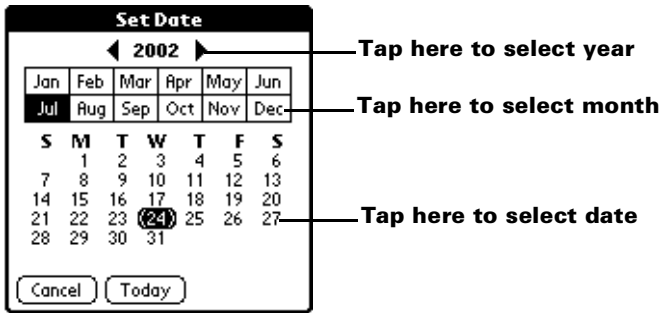 Set Date
2002
Tap here to select year
Jan Feb Mar Apr May Jun
Jul Aug Sep Oct Nov Dec
Tap here to select month
S M T W T F S
1 2 3 4 5 6
7 8 9 10 11 12 13
14 15 16 17 18 19 20
21 22 23 24 25 26 27
Tap here to select date
28 29 30 31
Cancel Today